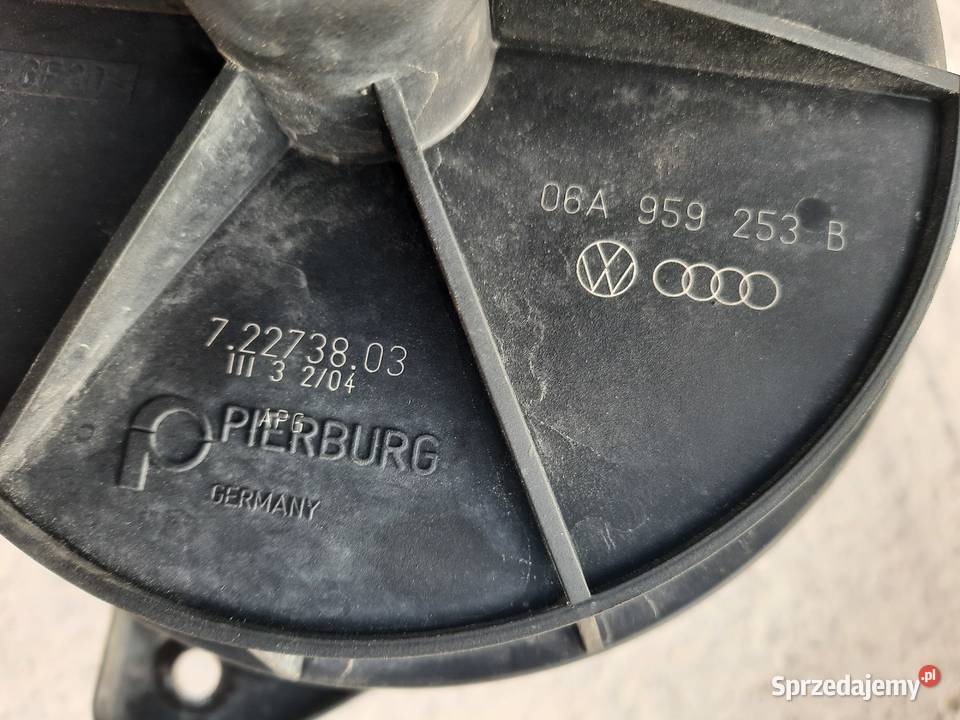 06A 959 253 B
7.22738.03
III 3 2/04
APG
PIERBURG
GERMANY
Sprzedajemy.pl